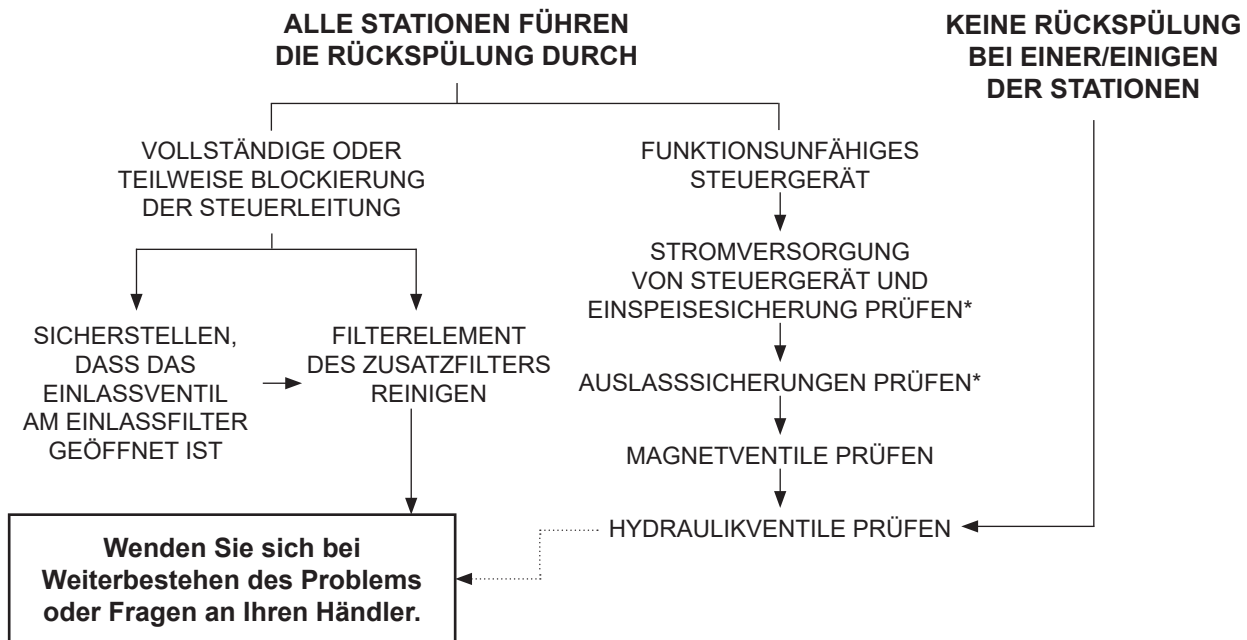 ALLE STATIONEN FÜHREN
DIE RÜCKSPÜLUNG DURCH
KEINE RÜCKSPÜLUNG
BEI EINER/EINIGEN
DER STATIONEN
VOLLSTÄNDIGE ODER
TEILWEISE BLOCKIERUNG
DER STEUERLEITUNG
FUNKTIONSUNFÄHIGES
STEUERGERÄT
STROMVERSORGUNG
VON STEUERGERÄT UND
EINSPEISESICHERUNG PRÜFEN*
SICHERSTELLEN,
DASS DAS
EINLASSVENTIL
AM EINLASSFILTER
GEÖFFNET IST
FILTERELEMENT
DES ZUSATZFILTERS
REINIGEN
AUSLASSSICHERUNGEN PRÜFEN*
MAGNETVENTILE PRÜFEN
HYDRAULIKVENTILE PRÜFEN
Wenden Sie sich bei
Weiterbestehen des Problems
oder Fragen an Ihren Händler.